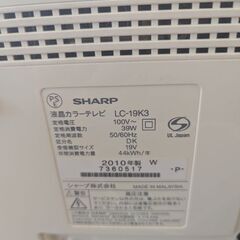 PS
E
SHARP
液晶カラーテレビ LC-19K3
定格電圧 100V~
定格消費電力 39W
定格周波数 50/60Hz
区分名 DK
受信機型サイズ 19V
年間消費電力量 44kWh/年
UL Japan
2010年製 W
7360517
-P-
シャープ株式会社
MADE IN MALAYSIA